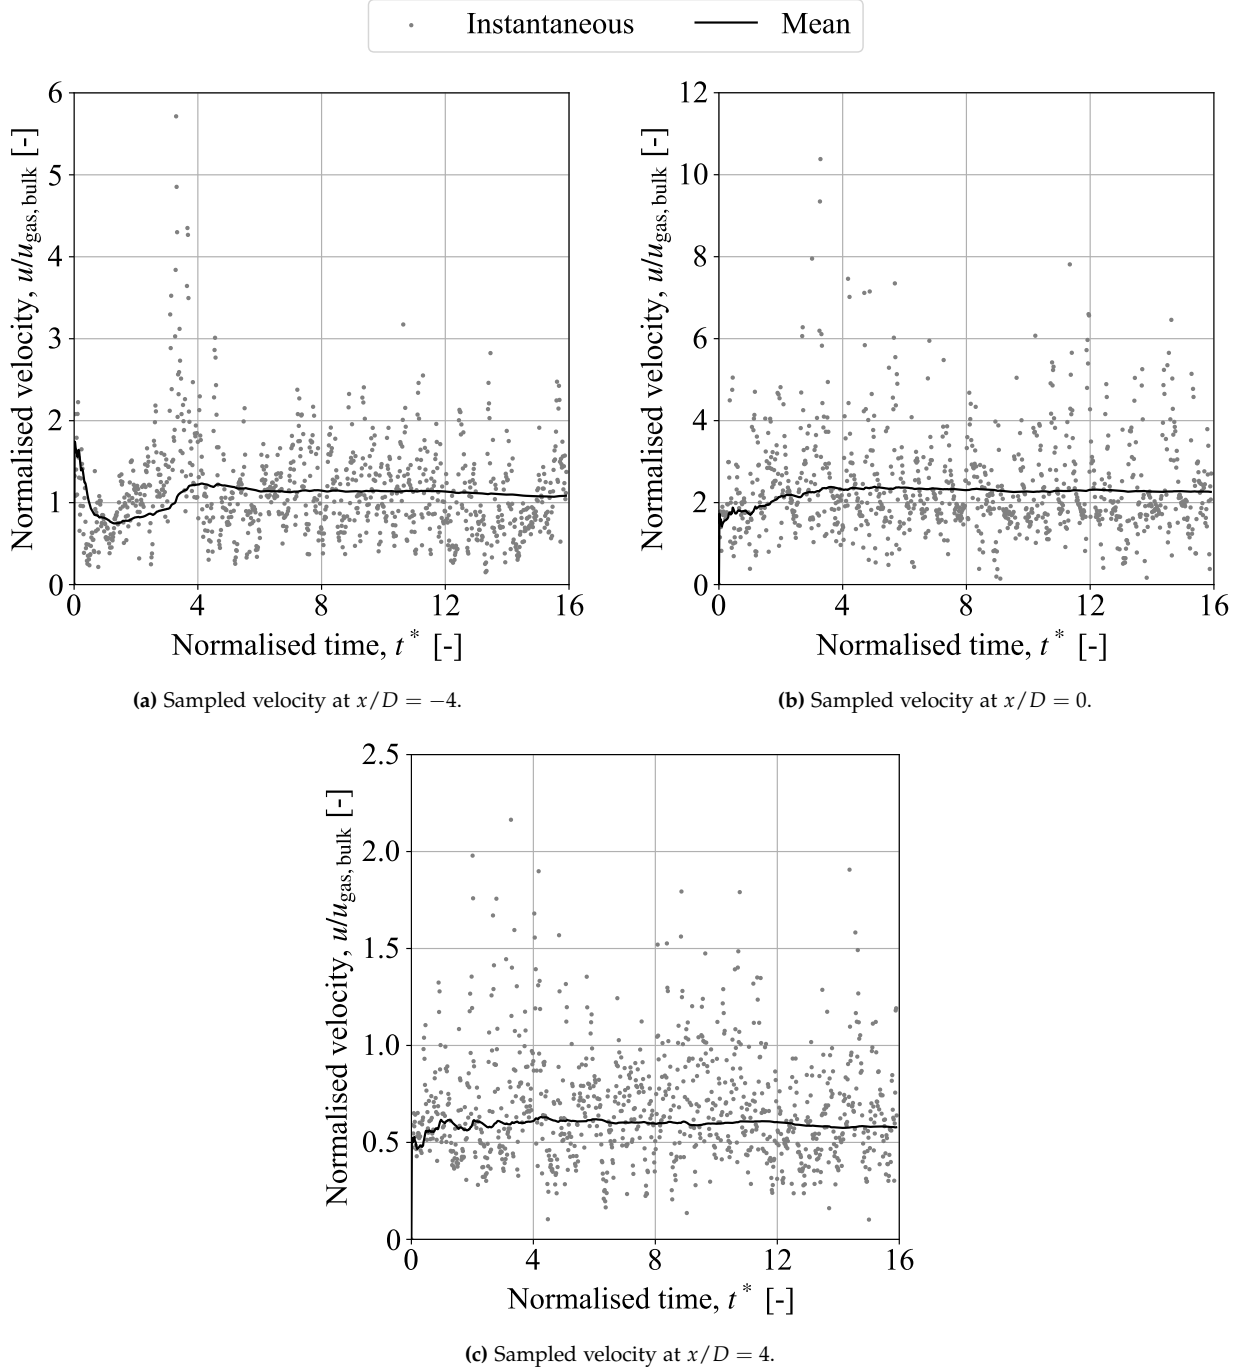 Instantaneous Mean
6
5
4
3
2
1
0
0 4 8 12 16
Normalised velocity, u/u_gas, bulk [-]
Normalised time, t* [-]
(a) Sampled velocity at x/D = −4.
12
10
8
6
4
2
0
0 4 8 12 16
Normalised velocity, u/u_gas, bulk [-]
Normalised time, t* [-]
(b) Sampled velocity at x/D = 0.
2.5
2.0
1.5
1.0
0.5
0
0 4 8 12 16
Normalised velocity, u/u_gas, bulk [-]
Normalised time, t* [-]
(c) Sampled velocity at x/D = 4.